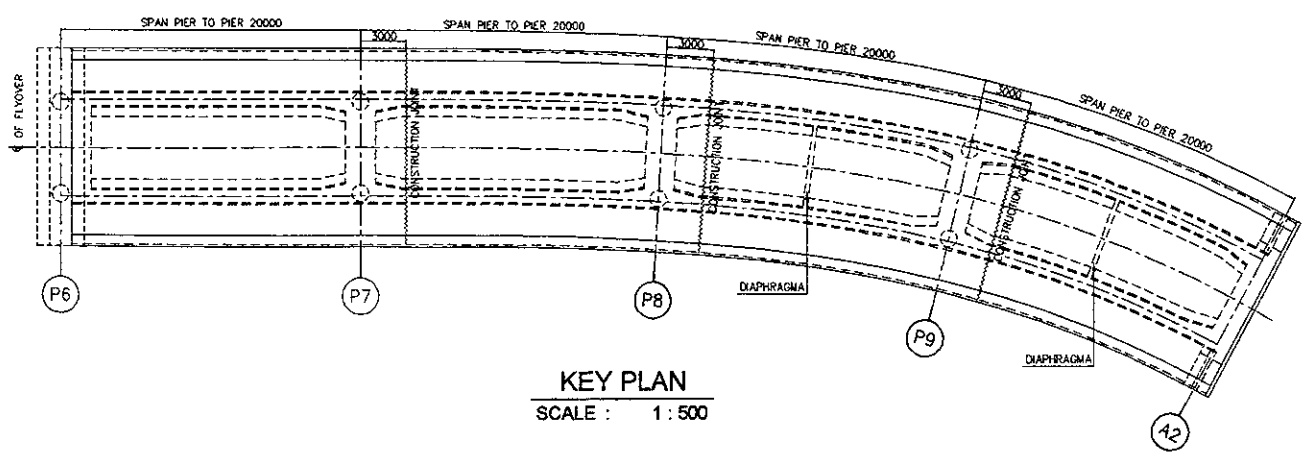 SPAN PIER TO PIER 20000
SPAN PIER TO PIER 20000
SPAN PIER TO PIER 20000
SPAN PIER TO PIER 20000
3000
3000
3000
℄ OF FLYOVER
CONSTRUCTION JOINT
CONSTRUCTION JOIN
CONSTRUCTION JOIN
P6
P7
P8
DIAPHRAGMA
P9
DIAPHRAGMA
A2
KEY PLAN
SCALE : 1 : 500